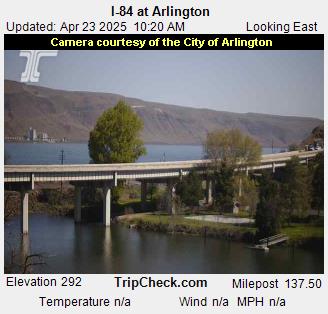 I-84 at Arlington
Updated: Apr 23 2025 10:20 AM Looking East
Camera courtesy of the City of Arlington
Elevation 292 TripCheck.com Milepost 137.50
Temperature n/a Wind n/a MPH n/a